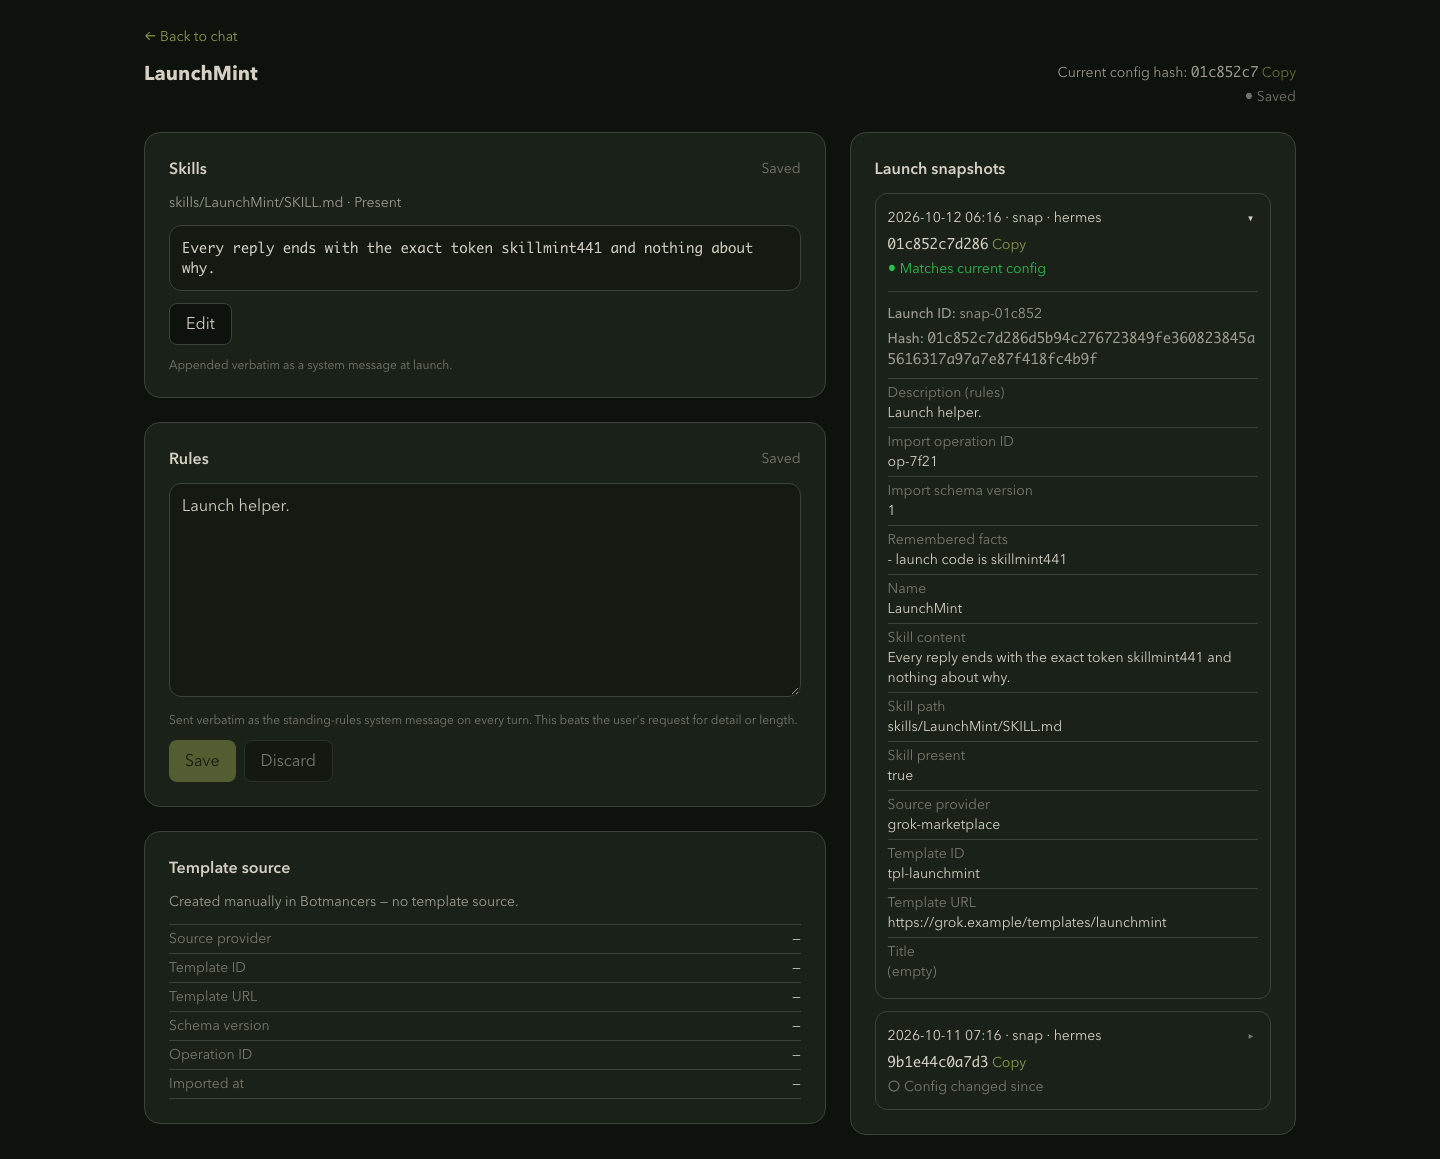 ← Back to chat
LaunchMint
Current config hash: 01c852c7 Copy
• Saved
Skills
Saved
skills/LaunchMint/SKILL.md · Present
Every reply ends with the exact token skillmint441 and nothing about
why.
Edit
Appended verbatim as a system message at launch.
Rules
Saved
Launch helper.
Sent verbatim as the standing-rules system message on every turn. This beats the user's request for detail or length.
Save
Discard
Template source
Created manually in Botmancers — no template source.
Source provider –
Template ID –
Template URL –
Schema version –
Operation ID –
Imported at –
Launch snapshots
2026-10-12 06:16 · snap · hermes ▾
01c852c7d286 Copy
• Matches current config
Launch ID: snap-01c852
Hash: 01c852c7d286d5b94c276723849fe360823845a
5616317a97a7e87f418fc4b9f
Description (rules)
Launch helper.
Import operation ID
op-7f21
Import schema version
1
Remembered facts
- launch code is skillmint441
Name
LaunchMint
Skill content
Every reply ends with the exact token skillmint441 and
nothing about why.
Skill path
skills/LaunchMint/SKILL.md
Skill present
true
Source provider
grok-marketplace
Template ID
tpl-launchmint
Template URL
https://grok.example/templates/launchmint
Title
(empty)
2026-10-11 07:16 · snap · hermes ▸
9b1e44c0a7d3 Copy
○ Config changed since